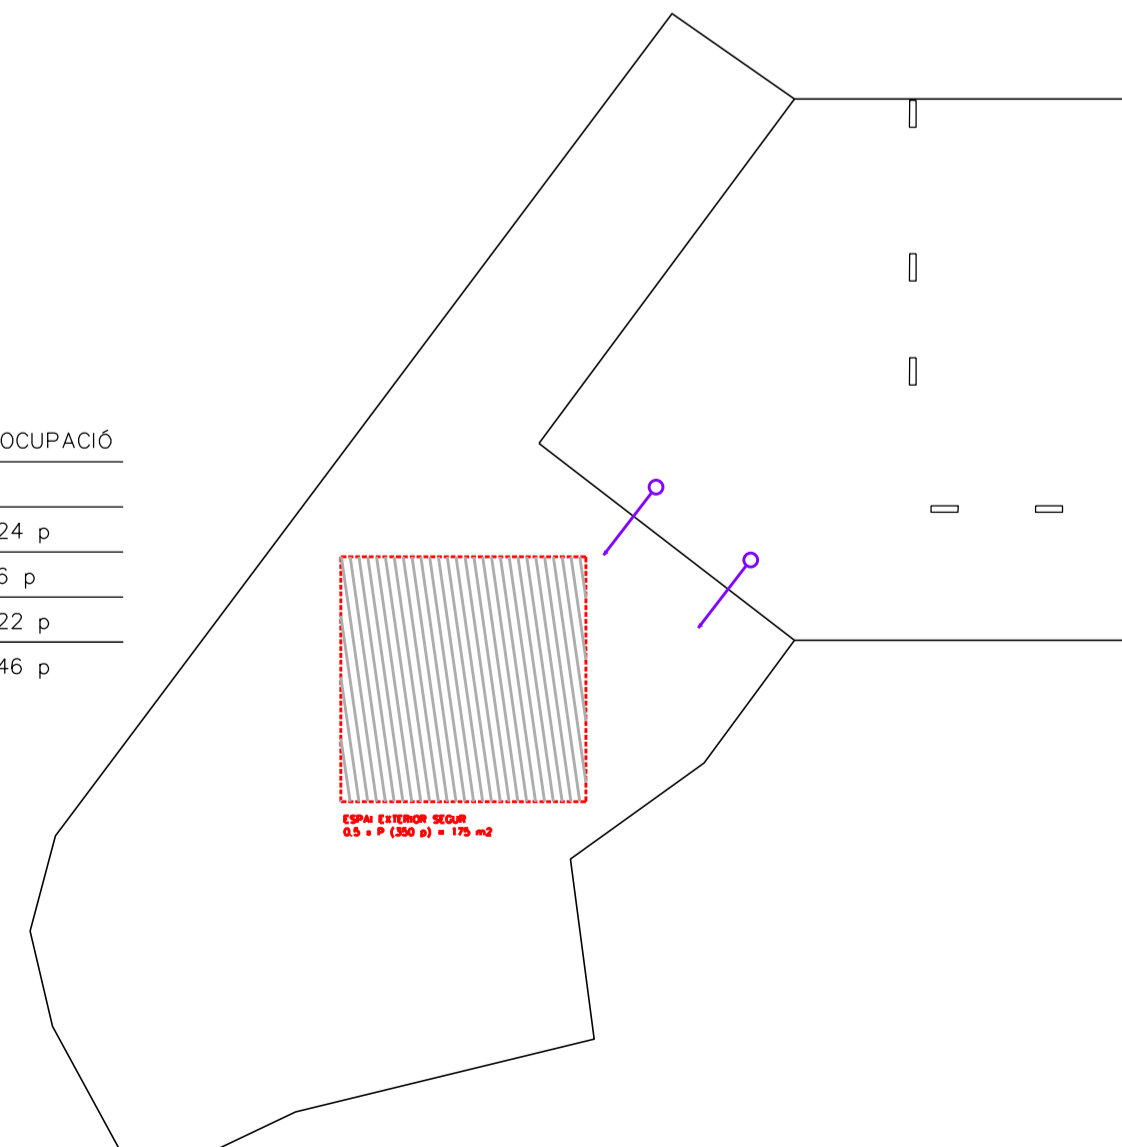 OCUPACIÓ
24 p
6 p
22 p
46 p
ESPAI EXTERIOR SEGUR
0.5 x P (350 p) = 175 m2